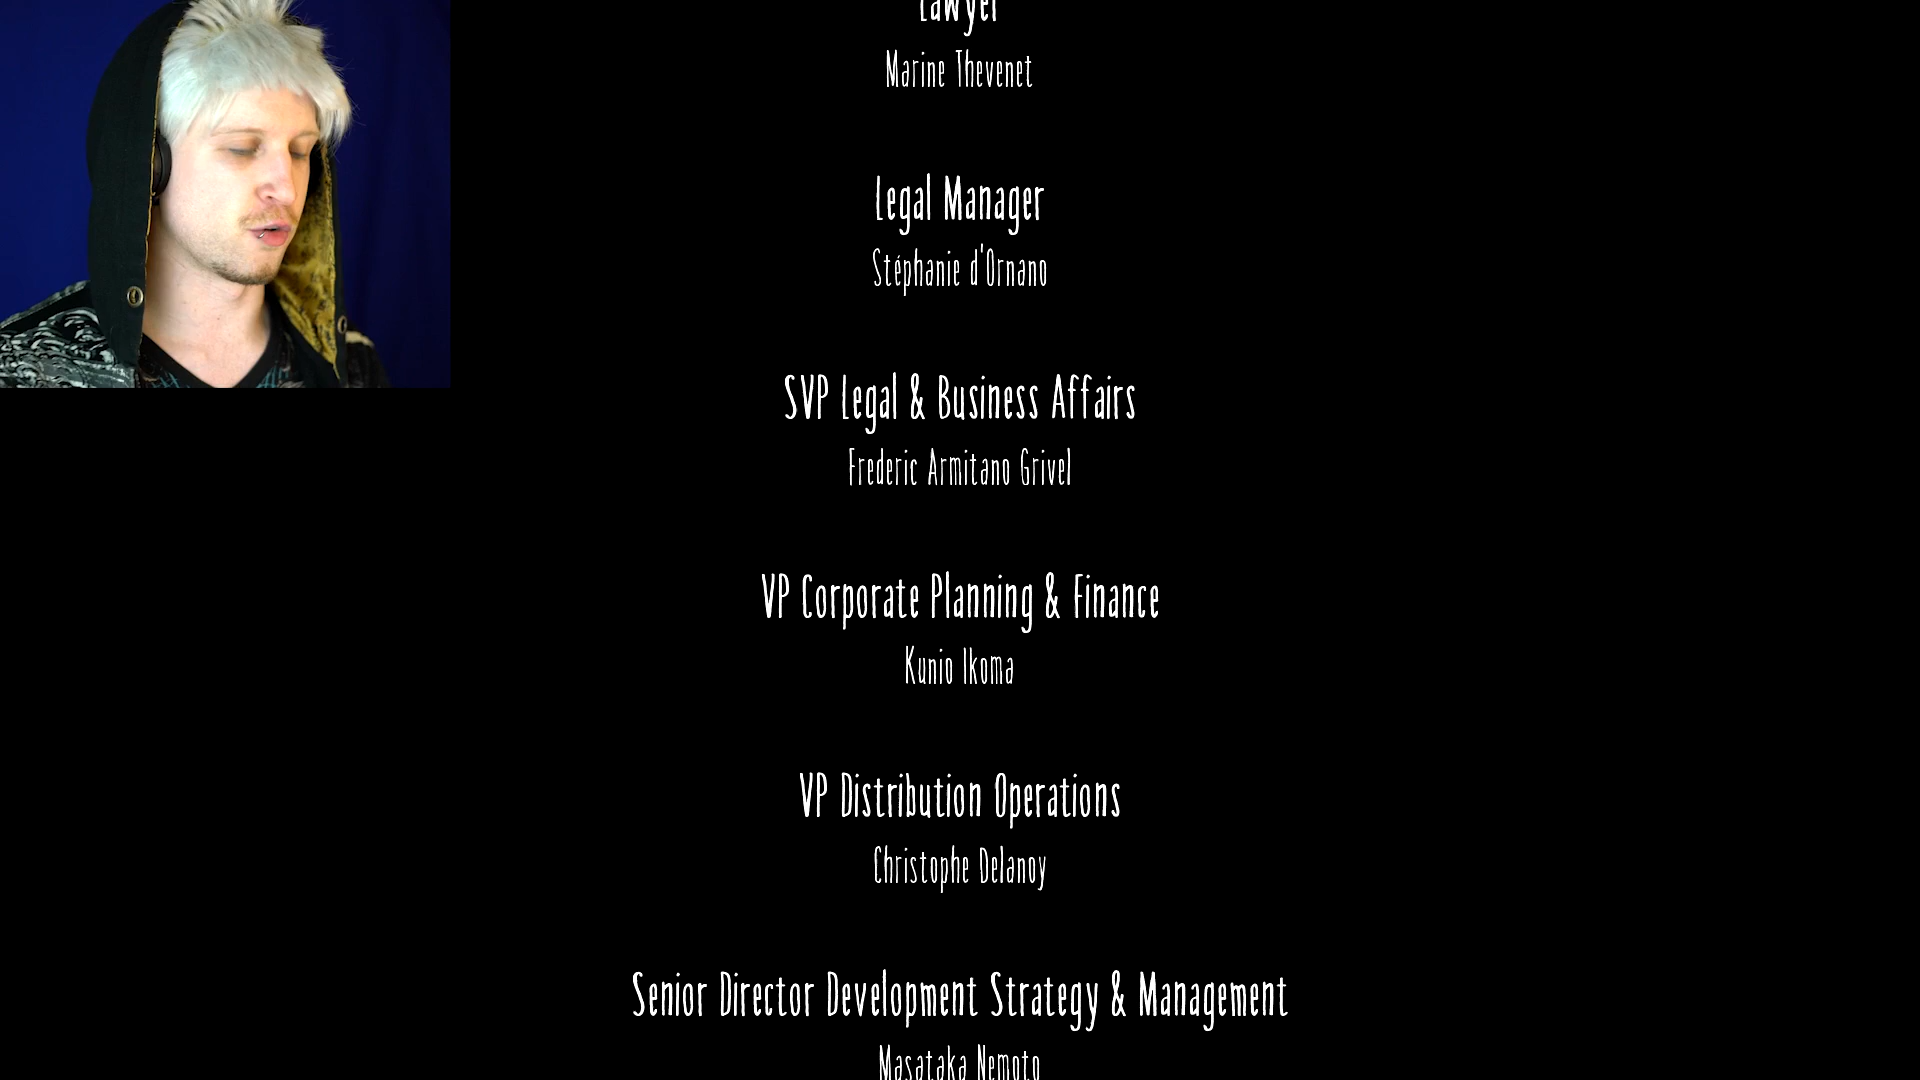 Lawyer
Marine Thevenet
Legal Manager
Stéphanie d'Ornano
SVP Legal & Business Affairs
Frederic Armitano Grivel
VP Corporate Planning & Finance
Kunio Ikoma
VP Distribution Operations
Christophe Delanoy
Senior Director Development Strategy & Management
Masataka Nemoto